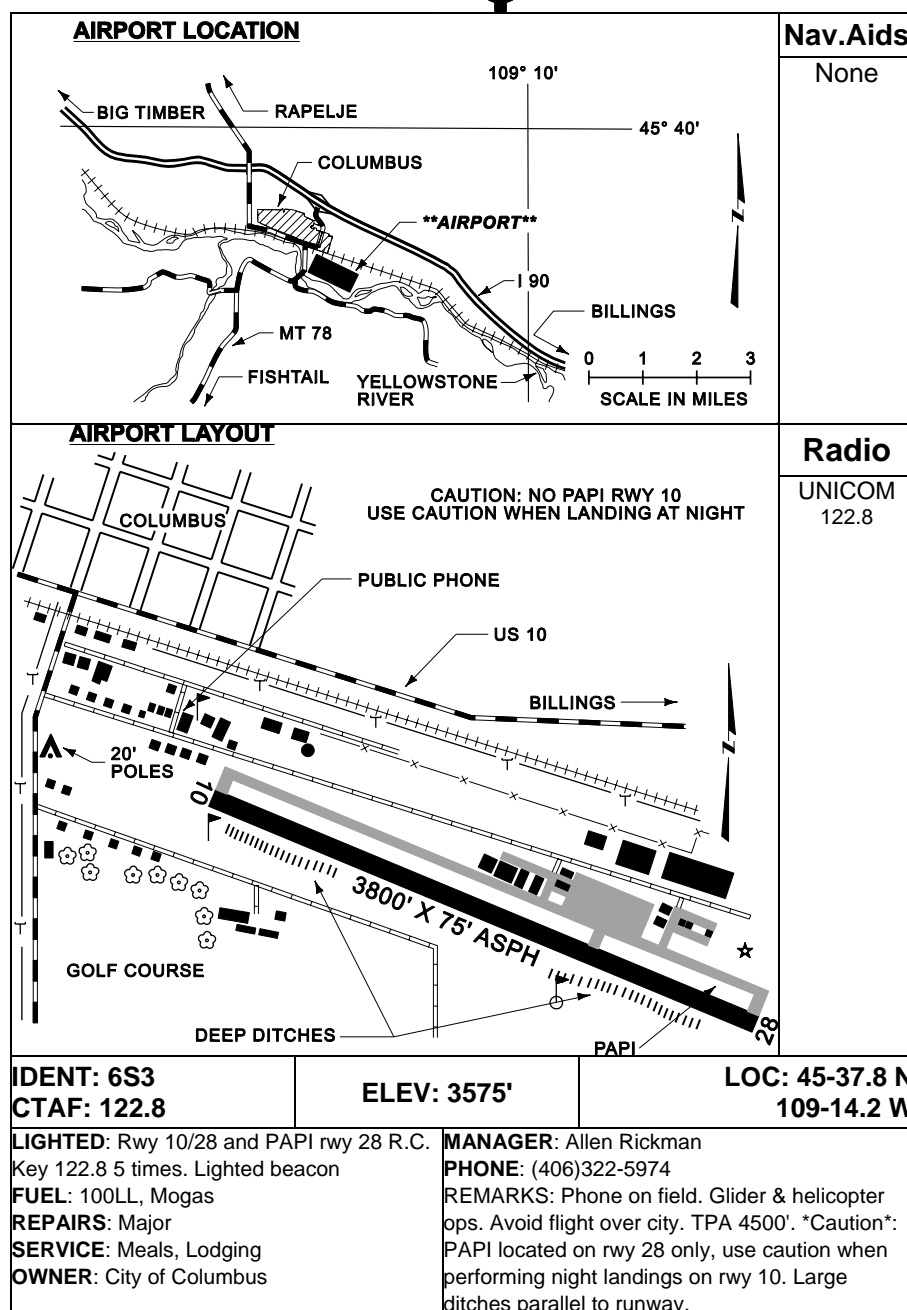 AIRPORT LOCATION
Nav.Aids
None
109° 10'
BIG TIMBER
RAPELJE
45° 40'
COLUMBUS
**AIRPORT**
N
I 90
BILLINGS
MT 78
0 1 2 3
FISHTAIL
YELLOWSTONE
RIVER
SCALE IN MILES
AIRPORT LAYOUT
Radio
UNICOM
122.8
CAUTION: NO PAPI RWY 10
USE CAUTION WHEN LANDING AT NIGHT
COLUMBUS
PUBLIC PHONE
US 10
BILLINGS
N
20'
POLES
10
3800' X 75' ASPH
GOLF COURSE
DEEP DITCHES
PAPI
28
IDENT: 6S3
CTAF: 122.8
ELEV: 3575'
LOC: 45-37.8 N
109-14.2 W
LIGHTED: Rwy 10/28 and PAPI rwy 28 R.C.
Key 122.8 5 times. Lighted beacon
FUEL: 100LL, Mogas
REPAIRS: Major
SERVICE: Meals, Lodging
OWNER: City of Columbus
MANAGER: Allen Rickman
PHONE: (406)322-5974
REMARKS: Phone on field. Glider & helicopter
ops. Avoid flight over city. TPA 4500'. *Caution*:
PAPI located on rwy 28 only, use caution when
performing night landings on rwy 10. Large
ditches parallel to runway.